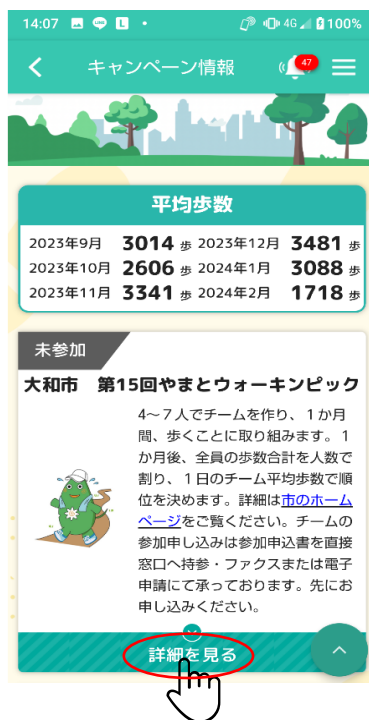 14:07 LINE L • 4G 100%
キャンペーン情報 47
平均歩数
2023年9月 3014 歩 2023年12月 3481 歩
2023年10月 2606 歩 2024年1月 3088 歩
2023年11月 3341 歩 2024年2月 1718 歩
未参加
大和市 第15回やまとウォーキンピック
4～7人でチームを作り、1か月
間、歩くことに取り組みます。1
か月後、全員の歩数合計を人数で
割り、1日のチーム平均歩数で順
位を決めます。詳細は市のホーム
ページをご覧ください。チームの
参加申し込みは参加申込書を直接
窓口へ持参・ファクスまたは電子
申請にて承っております。先にお
申し込みください。
詳細を見る